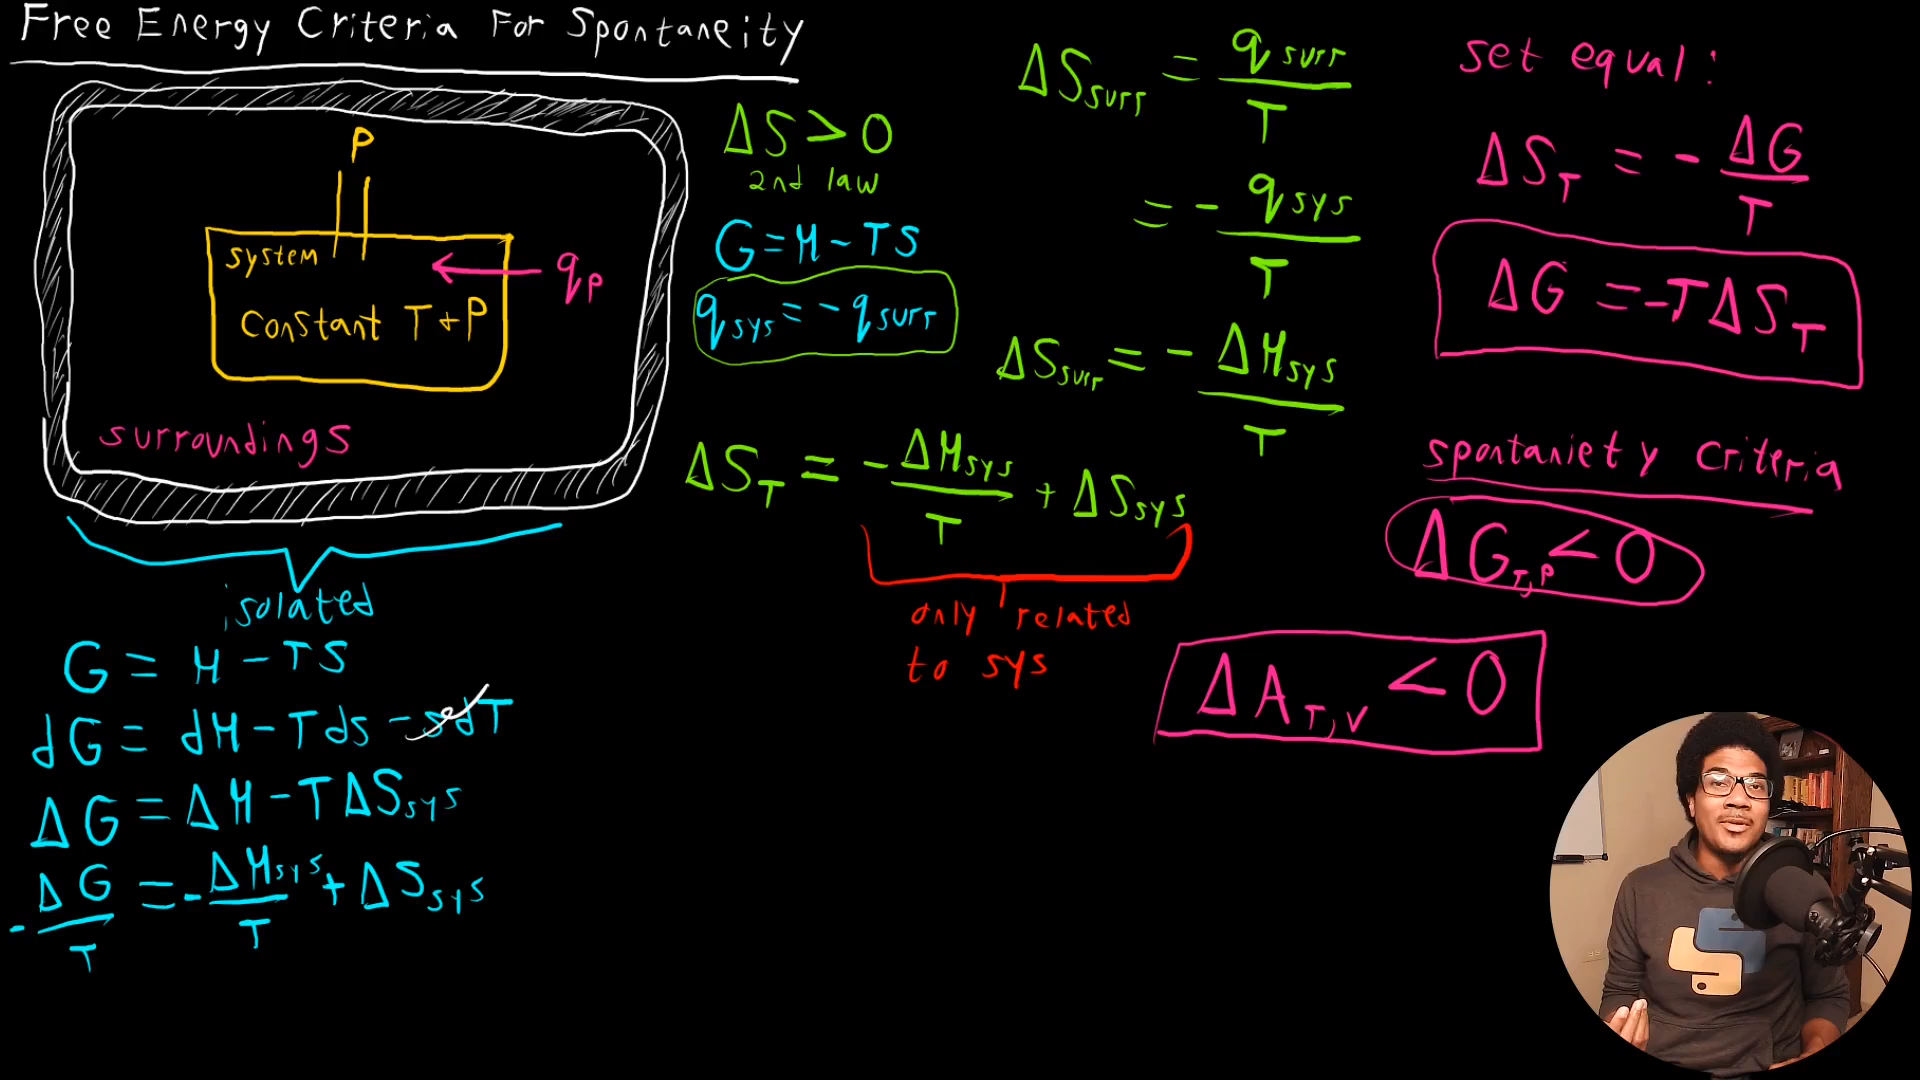 Free Energy Criteria For Spontaneity
P
system
Constant T + P
qP
surroundings
isolated
G = H - TS
dG = dH - Tds - sdT
ΔG = ΔH - TΔSsys
-ΔG/T = -ΔHsys/T + ΔSsys
ΔS > 0
2nd law
G = H - TS
qsys = - qsurr
ΔSsurr = qsurr/T
= - qsys/T
ΔSsurr = - ΔHsys/T
ΔST = - ΔHsys/T + ΔSsys
only related
to sys
set equal:
ΔST = - ΔG/T
ΔG = -TΔST
spontaniety criteria
ΔGT,P < 0
ΔAT,V < 0